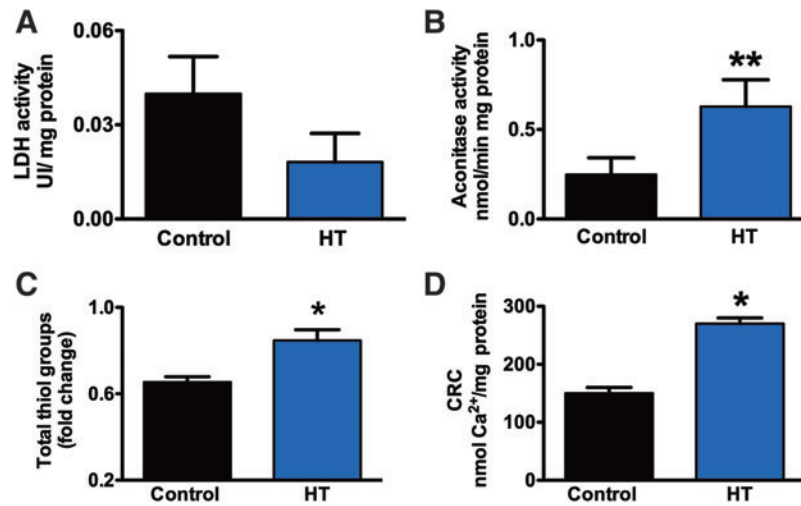 A
LDH activity
UI/ mg protein
0.06
0.03
0.00
Control HT
B
Aconitase activity
nmol/min mg protein
1.0
0.5
0.0
**
Control HT
C
Total thiol groups
(fold change)
1.0
0.6
0.2
*
Control HT
D
CRC
nmol Ca²⁺/mg protein
300
200
100
0
*
Control HT